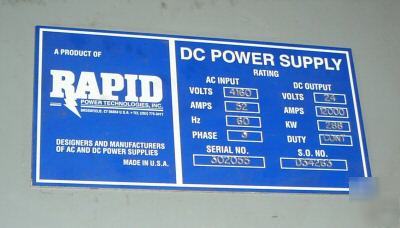 A PRODUCT OF
RAPID
POWER TECHNOLOGIES, INC.
DESIGNERS AND MANUFACTURERS
OF AC AND DC POWER SUPPLIES
MADE IN U.S.A.
DC POWER SUPPLY
RATING
AC INPUT DC OUTPUT
VOLTS 4160 VOLTS 24
AMPS 52 AMPS 12000
Hz 60 KW 288
PHASE 3 DUTY CONT
SERIAL NO. S.O. NO.
302055 D34263